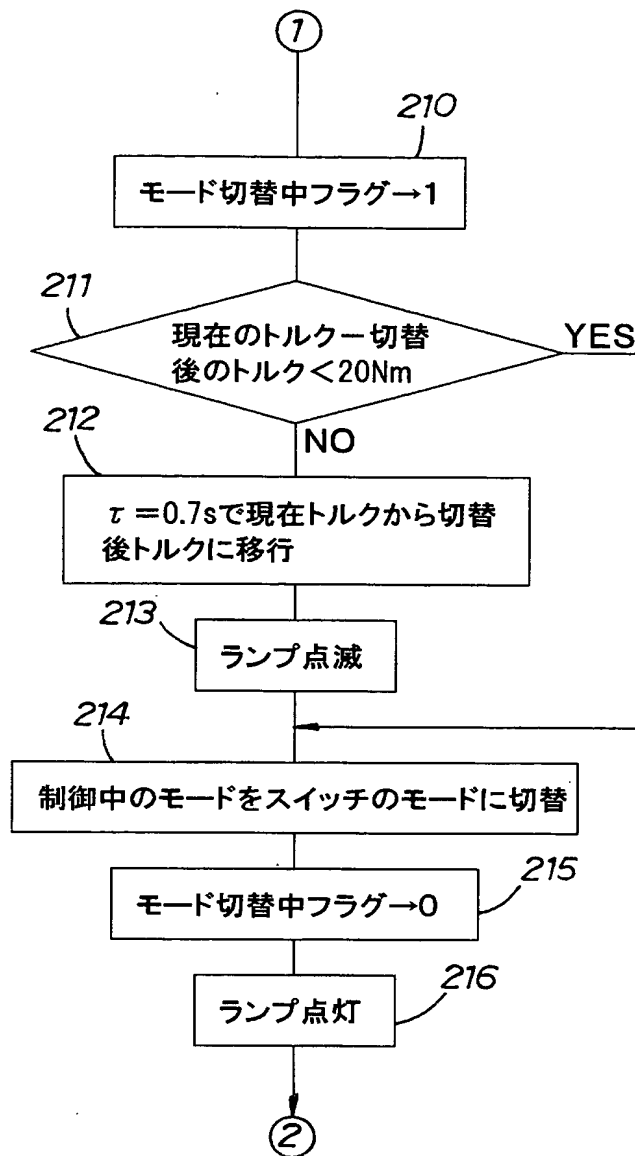 1
210
モード切替中フラグ→1
211
現在のトルクー切替
後のトルク<20Nm
YES
NO
212
τ=0.7sで現在トルクから切替
後トルクに移行
213
ランプ点滅
214
制御中のモードをスイッチのモードに切替
モード切替中フラグ→0
215
ランプ点灯
216
2